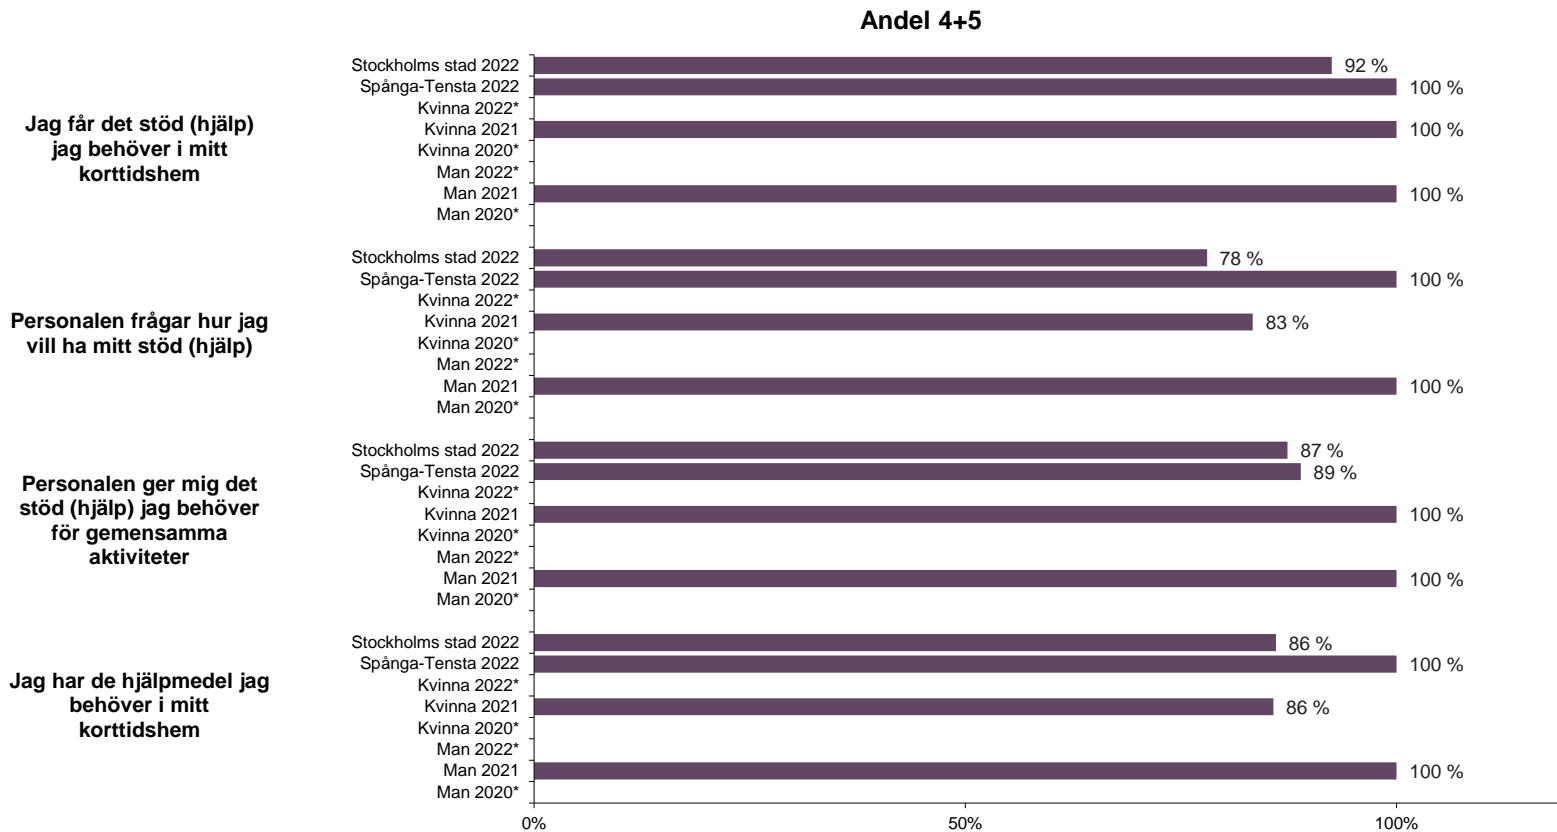 Andel 4+5
Jag får det stöd (hjälp)
jag behöver i mitt
korttidshem
Stockholms stad 2022 92 %
Spånga-Tensta 2022 100 %
Kvinna 2022*
Kvinna 2021 100 %
Kvinna 2020*
Man 2022*
Man 2021 100 %
Man 2020*
Personalen frågar hur jag
vill ha mitt stöd (hjälp)
Stockholms stad 2022 78 %
Spånga-Tensta 2022 100 %
Kvinna 2022*
Kvinna 2021 83 %
Kvinna 2020*
Man 2022*
Man 2021 100 %
Man 2020*
Personalen ger mig det
stöd (hjälp) jag behöver
för gemensamma
aktiviteter
Stockholms stad 2022 87 %
Spånga-Tensta 2022 89 %
Kvinna 2022*
Kvinna 2021 100 %
Kvinna 2020*
Man 2022*
Man 2021 100 %
Man 2020*
Jag har de hjälpmedel jag
behöver i mitt
korttidshem
Stockholms stad 2022 86 %
Spånga-Tensta 2022 100 %
Kvinna 2022*
Kvinna 2021 86 %
Kvinna 2020*
Man 2022*
Man 2021 100 %
Man 2020*
0% 50% 100%